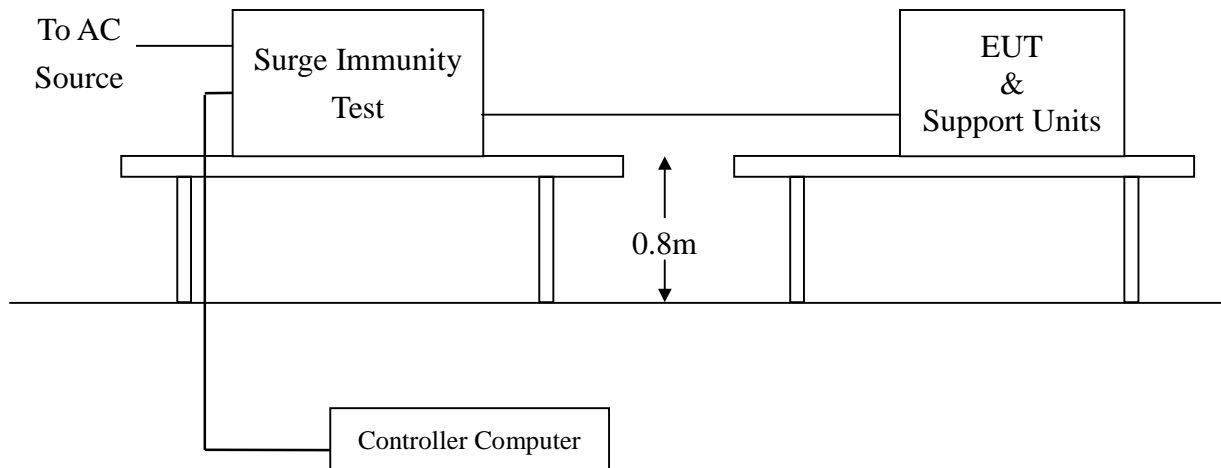 To AC
Source
Surge Immunity
Test
EUT
&
Support Units
0.8m
Controller Computer